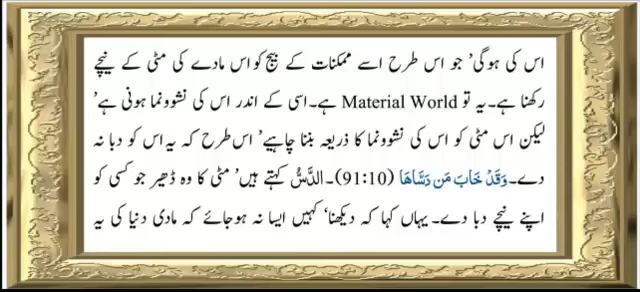 اس کی ہوگی’ جو اس طرح اسے ممکنات کے بیج کو اس مادے کی مٹی کے نیچے
رکھنا ہے۔ یہ تو Material World ہے۔ اسی کے اندر اس کی نشوونما ہونی ہے’
لیکن اس مٹی کو اس کی نشوونما کا ذریعہ بننا چاہیے’ اس طرح کہ یہ اس کو دبا نہ
دے۔ وَقَدْ خَابَ مَن دَسَّاهَا (91:10)۔ الدَّسُّ کہتے ہیں’ مٹی کا وہ ڈھیر جو کسی کو
اپنے نیچے دبا دے۔ یہاں کہا کہ دیکھنا’ کہیں ایسا نہ ہوجائے کہ مادی دنیا کی یہ